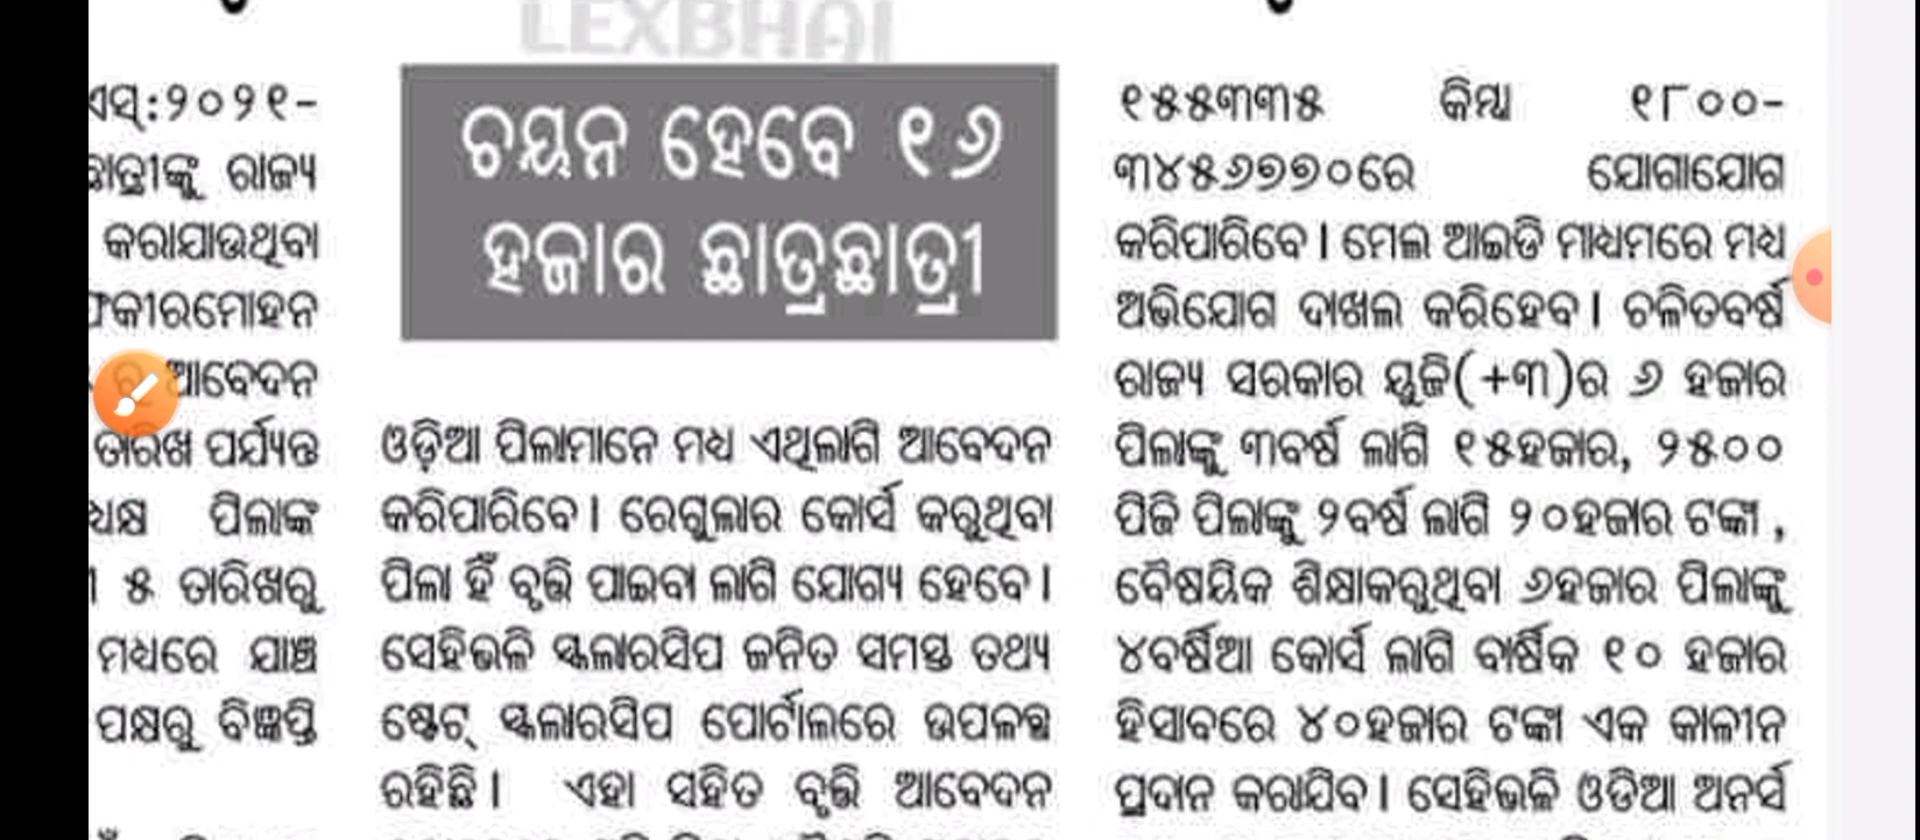 LEXBHAI
ଏସ୍:୨୦୨୧-
ଛାତ୍ରୀଙ୍କୁ ରାଜ୍ୟ
କରାଯାଉଥିବା
ଫକୀରମୋହନ
ର ଆବେଦନ
ତାରିଖ ପର୍ଯ୍ୟନ୍ତ
ପିଲାଙ୍କ
୫ ତାରିଖରୁ
ମଧ୍ୟରେ ଯାଞ୍ଚ
ପକ୍ଷରୁ ବିଜ୍ଞପ୍ତି
ଚୟନ ହେବେ ୧୬
ହଜାର ଛାତ୍ରଛାତ୍ରୀ
ଓଡ଼ିଆ ପିଲାମାନେ ମଧ୍ୟ ଏଥିଲାଗି ଆବେଦନ
କରିପାରିବେ। ରେଗୁଲାର କୋର୍ସ କରୁଥିବା
ପିଲା ହିଁ ବୃତ୍ତି ପାଇବା ଲାଗି ଯୋଗ୍ୟ ହେବେ।
ସେହିଭଳି ସ୍କଲାରସିପ ଜନିତ ସମସ୍ତ ତଥ୍ୟ
ଷ୍ଟେଟ୍ ସ୍କଲାରସିପ ପୋର୍ଟାଲରେ ଉପଲବ୍ଧ
ରହିଛି। ଏହା ସହିତ ବୃତ୍ତି ଆବେଦନ
୧୫୫୩୩୫ କିମ୍ବା ୧୮୦୦-
୩୪୫୬୭୭୦ରେ ଯୋଗାଯୋଗ
କରିପାରିବେ। ମେଲ ଆଇଡି ମାଧ୍ୟମରେ ମଧ୍ୟ
ଅଭିଯୋଗ ଦାଖଲ କରିହେବ। ଚଳିତବର୍ଷ
ରାଜ୍ୟ ସରକାର ୟୁଜି(+୩)ର ୬ ହଜାର
ପିଲାଙ୍କୁ ୩ବର୍ଷ ଲାଗି ୧୫ହଜାର, ୨୫୦୦
ପିଜି ପିଲାଙ୍କୁ ୨ବର୍ଷ ଲାଗି ୨୦ହଜାର ଟଙ୍କା ,
ବୈଷୟିକ ଶିକ୍ଷାକରୁଥିବା ୬ହଜାର ପିଲାଙ୍କୁ
୪ବର୍ଷିଆ କୋର୍ସ ଲାଗି ବାର୍ଷିକ ୧୦ ହଜାର
ହିସାବରେ ୪୦ହଜାର ଟଙ୍କା ଏକ କାଳୀନ
ପ୍ରଦାନ କରାଯିବ। ସେହିଭଳି ଓଡିଆ ଅନର୍ସ